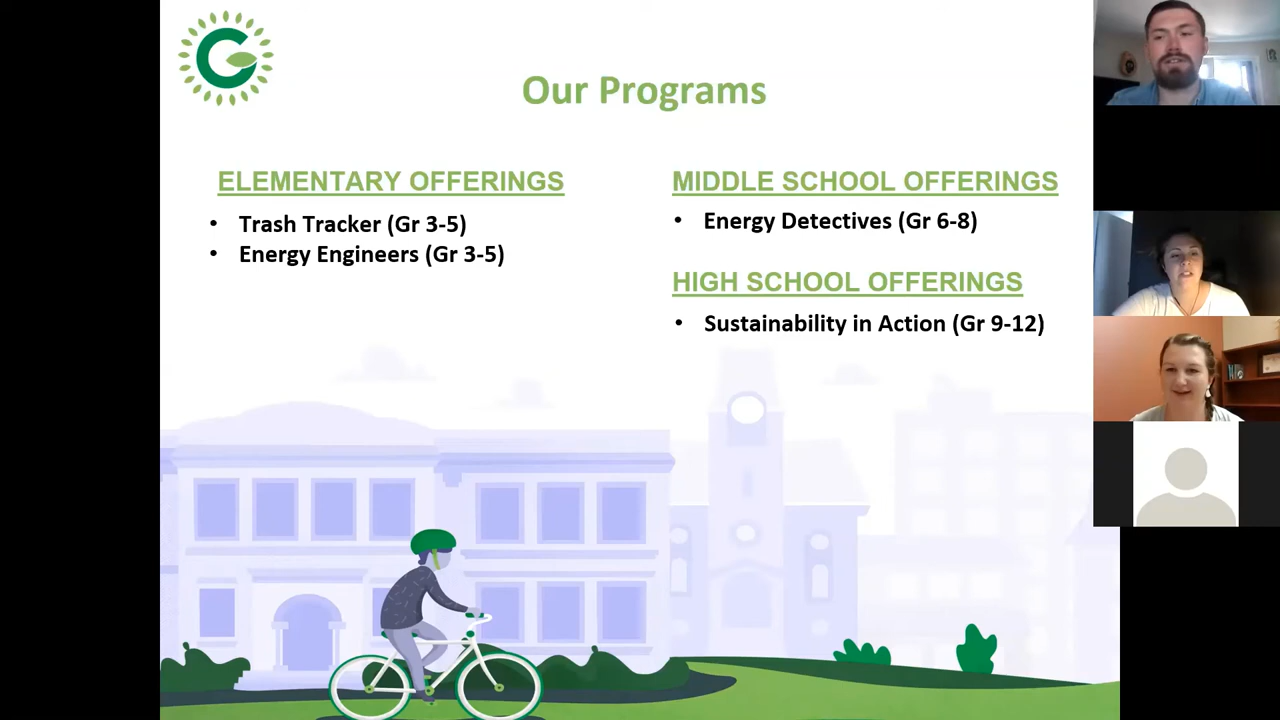 Our Programs
ELEMENTARY OFFERINGS
• Trash Tracker (Gr 3-5)
• Energy Engineers (Gr 3-5)
MIDDLE SCHOOL OFFERINGS
• Energy Detectives (Gr 6-8)
HIGH SCHOOL OFFERINGS
• Sustainability in Action (Gr 9-12)